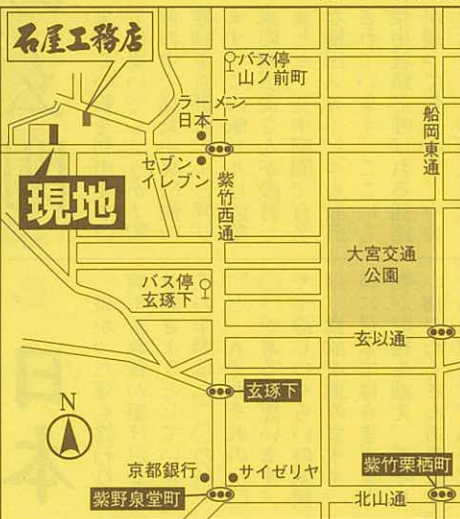 石屋工務店
バス停
山ノ前町
ラーメン
日本一
船岡東通
セブン
イレブン
紫竹西通
現地
大宮交通
公園
バス停
玄琢下
玄以通
玄琢下
N
京都銀行
サイゼリヤ
紫竹栗栖町
紫野泉堂町
北山通